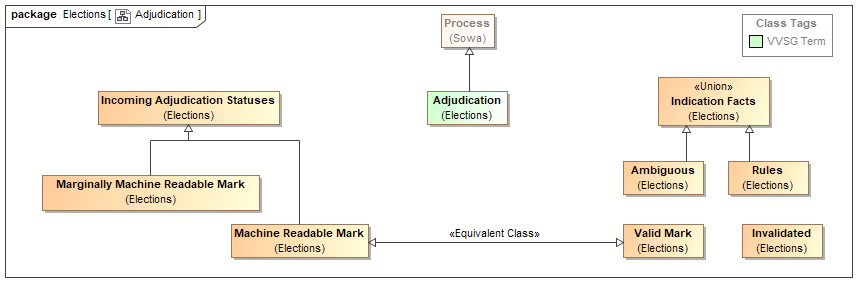 package Elections [ Adjudication ]
Process
(Sowa)
Class Tags
VVSG Term
Incoming Adjudication Statuses
(Elections)
Adjudication
(Elections)
«Union»
Indication Facts
(Elections)
Marginally Machine Readable Mark
(Elections)
Ambiguous
(Elections)
Rules
(Elections)
Machine Readable Mark
(Elections)
«Equivalent Class»
Valid Mark
(Elections)
Invalidated
(Elections)